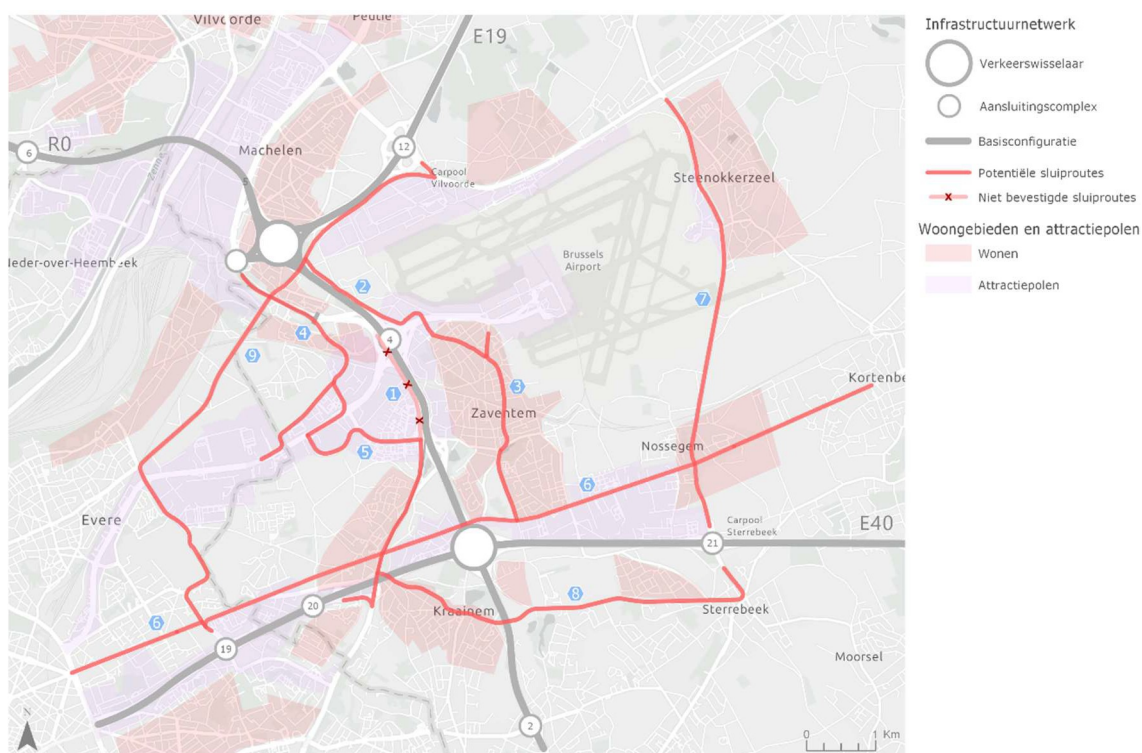 Vilvoorde
Peutie
E19
R0
6
Zenne
Machelen
12
Carpool
Vilvoorde
Steenokkerzeel
Neder-over-Heembeek
Brussels
Airport
2
7
4
4
9
1
3
Kortenbe
Zaventem
Nossegem
5
6
Evere
Carpool
Sterrebeek
E40
21
20
8
Kraainem
Sterrebeek
6
19
Moorsel
2
N
0 1 Km
Infrastructuurnetwerk
Verkeerswisselaar
Aansluitingscomplex
Basisconfiguratie
Potentiële sluiproutes
Niet bevestigde sluiproutes
Woongebieden en attractiepolen
Wonen
Attractiepolen